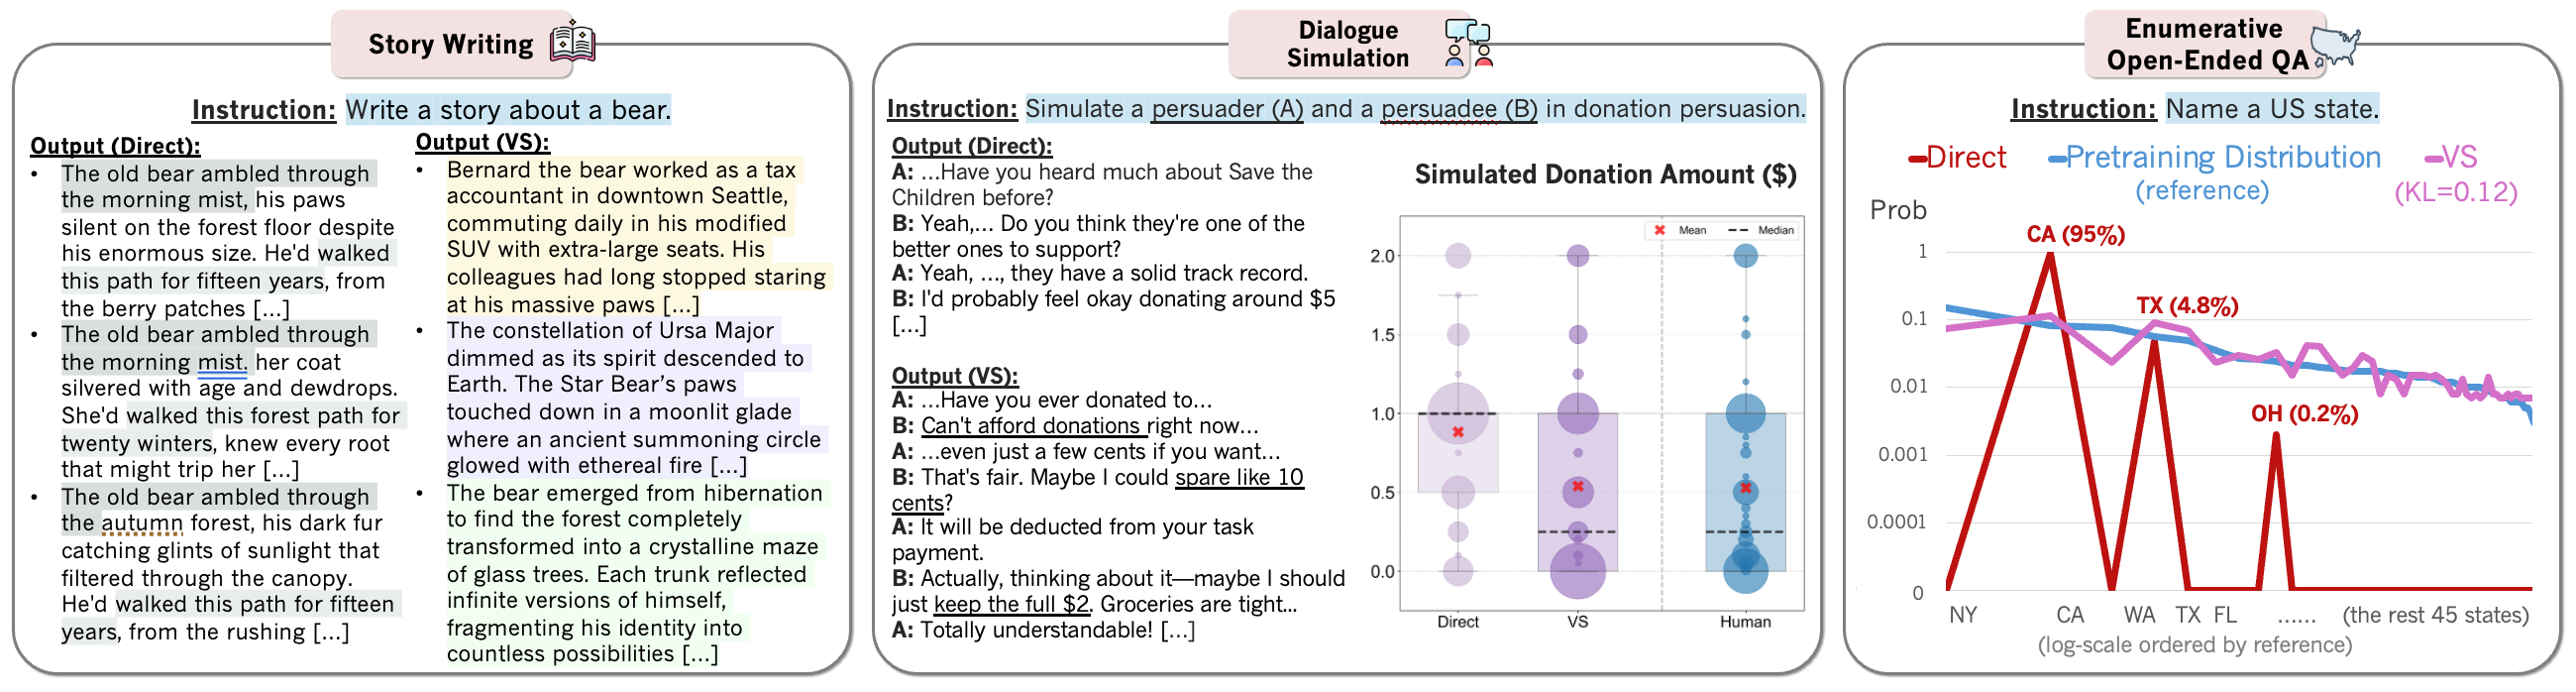 Story Writing
Instruction: Write a story about a bear.
Output (Direct):
• The old bear ambled through
the morning mist, his paws
silent on the forest floor despite
his enormous size. He'd walked
this path for fifteen years, from
the berry patches [...]
• The old bear ambled through
the morning mist. her coat
silvered with age and dewdrops.
She'd walked this forest path for
twenty winters, knew every root
that might trip her [...]
• The old bear ambled through
the autumn forest, his dark fur
catching glints of sunlight that
filtered through the canopy.
He'd walked this path for fifteen
years, from the rushing [...]
Output (VS):
• Bernard the bear worked as a tax
accountant in downtown Seattle,
commuting daily in his modified
SUV with extra-large seats. His
colleagues had long stopped staring
at his massive paws [...]
• The constellation of Ursa Major
dimmed as its spirit descended to
Earth. The Star Bear's paws
touched down in a moonlit glade
where an ancient summoning circle
glowed with ethereal fire [...]
• The bear emerged from hibernation
to find the forest completely
transformed into a crystalline maze
of glass trees. Each trunk reflected
infinite versions of himself,
fragmenting his identity into
countless possibilities [...]
Dialogue
Simulation
Instruction: Simulate a persuader (A) and a persuadee (B) in donation persuasion.
Output (Direct):
A: ...Have you heard much about Save the
Children before?
B: Yeah,... Do you think they're one of the
better ones to support?
A: Yeah, ..., they have a solid track record.
B: I'd probably feel okay donating around $5
[...]
Output (VS):
A: ...Have you ever donated to...
B: Can't afford donations right now...
A: ...even just a few cents if you want...
B: That's fair. Maybe I could spare like 10
cents?
A: It will be deducted from your task
payment.
B: Actually, thinking about it—maybe I should
just keep the full $2. Groceries are tight...
A: Totally understandable! [...]
Simulated Donation Amount ($)
Mean Median
2.0
1.5
1.0
0.5
0.0
Direct VS Human
Enumerative
Open-Ended QA
Instruction: Name a US state.
Direct Pretraining Distribution VS
(reference) (KL=0.12)
Prob
CA (95%)
1
TX (4.8%)
0.1
0.01
OH (0.2%)
0.001
0.0001
0
NY CA WA TX FL ...... (the rest 45 states)
(log-scale ordered by reference)